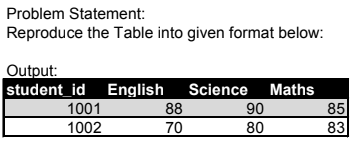 Problem Statement:
Reproduce the Table into given format below:
Output:
student_id English Science Maths
1001 88 90 85
1002 70 80 83